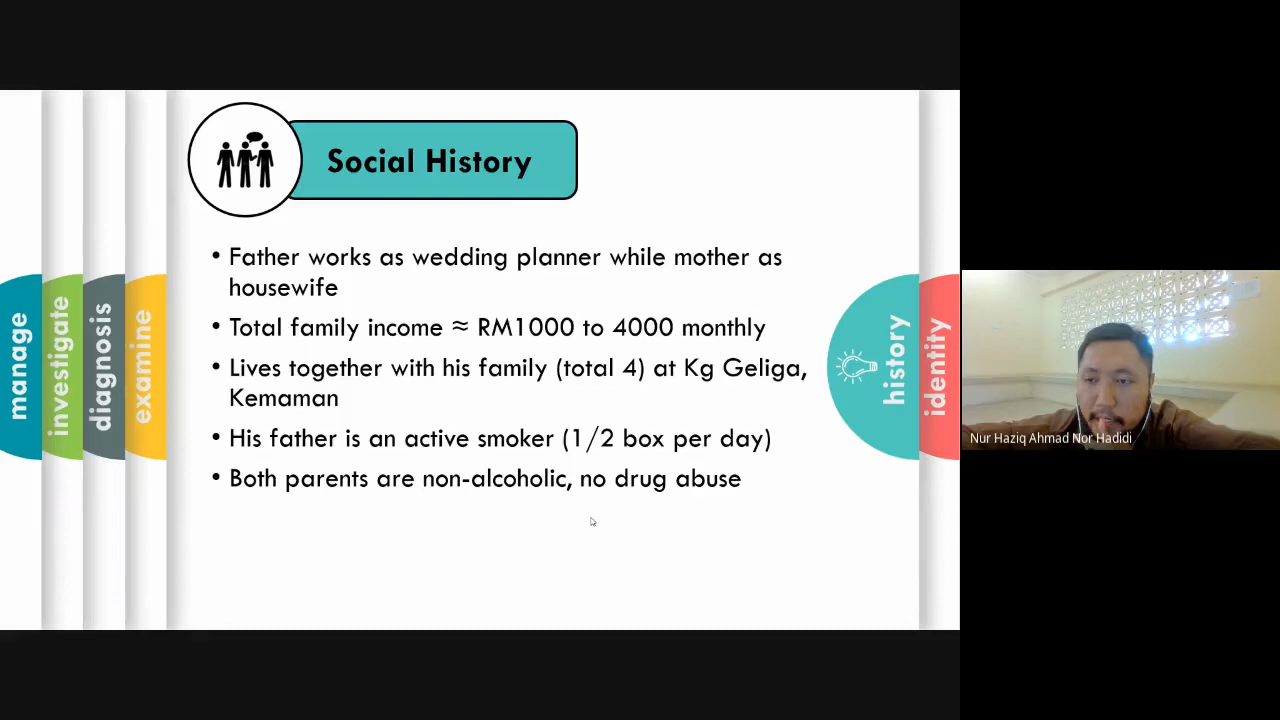 Social History
• Father works as wedding planner while mother as
housewife
• Total family income ≈ RM1000 to 4000 monthly
• Lives together with his family (total 4) at Kg Geliga,
Kemaman
• His father is an active smoker (1/2 box per day)
• Both parents are non-alcoholic, no drug abuse
manage
investigate
diagnosis
examine
history
identity
Nur Haziq Ahmad Nor Hadidi